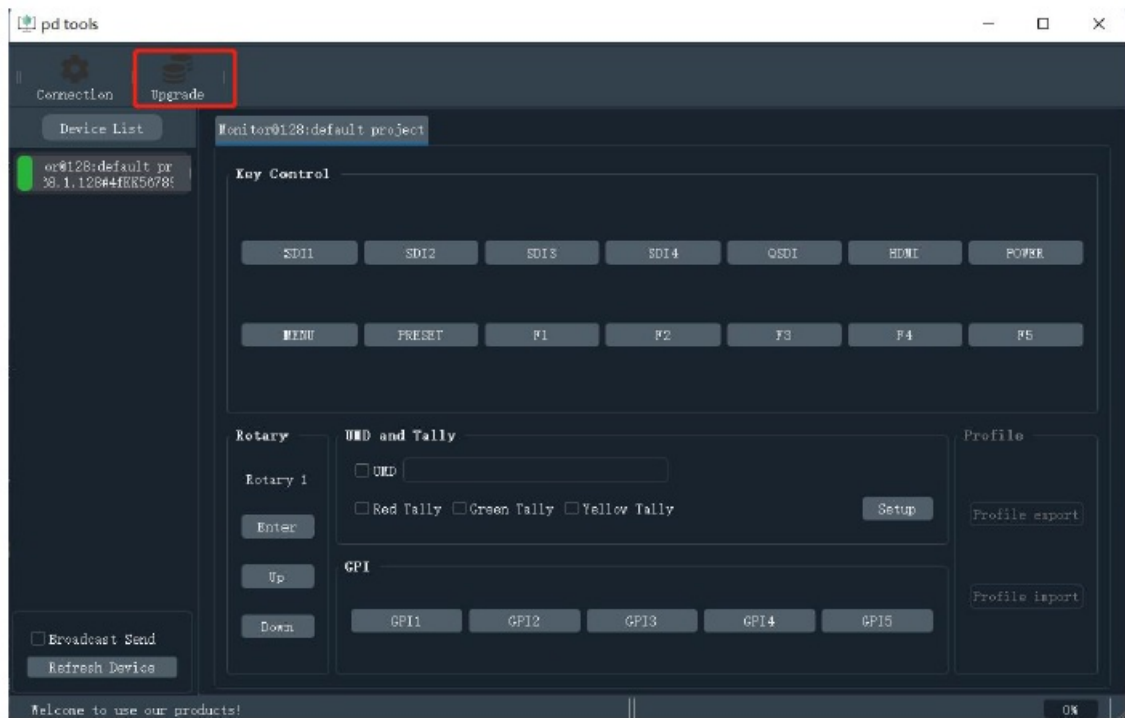 pd tools
Connection Upgrade
Device List
Monitor@128:default project
or@128:default pr
Key Control
SDI1 SDI2 SDI3 SDI4 QSDI HDMI POWER
MENU PRESET F1 F2 F3 F4 F5
Rotary
Rotary 1
Enter
Up
Down
UMD and Tally
UMD
Red Tally Green Tally Yellow Tally
Setup
GPI
GPI1 GPI2 GPI3 GPI4 GPI5
Profile
Profile export
Profile import
Broadcast Send
Refresh Device
Welcome to use our products!
0%